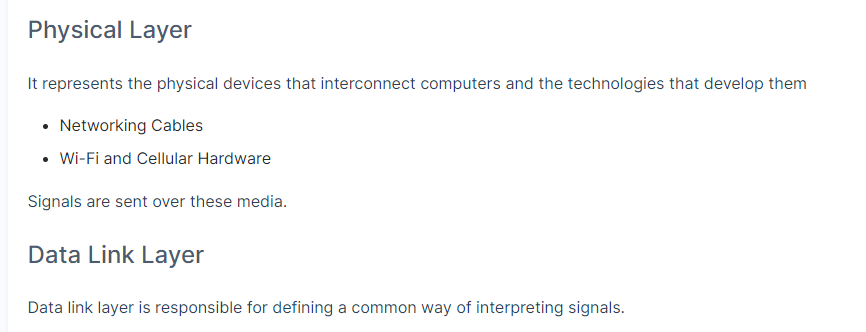 Physical Layer
It represents the physical devices that interconnect computers and the technologies that develop them
• Networking Cables
• Wi-Fi and Cellular Hardware
Signals are sent over these media.
Data Link Layer
Data link layer is responsible for defining a common way of interpreting signals.